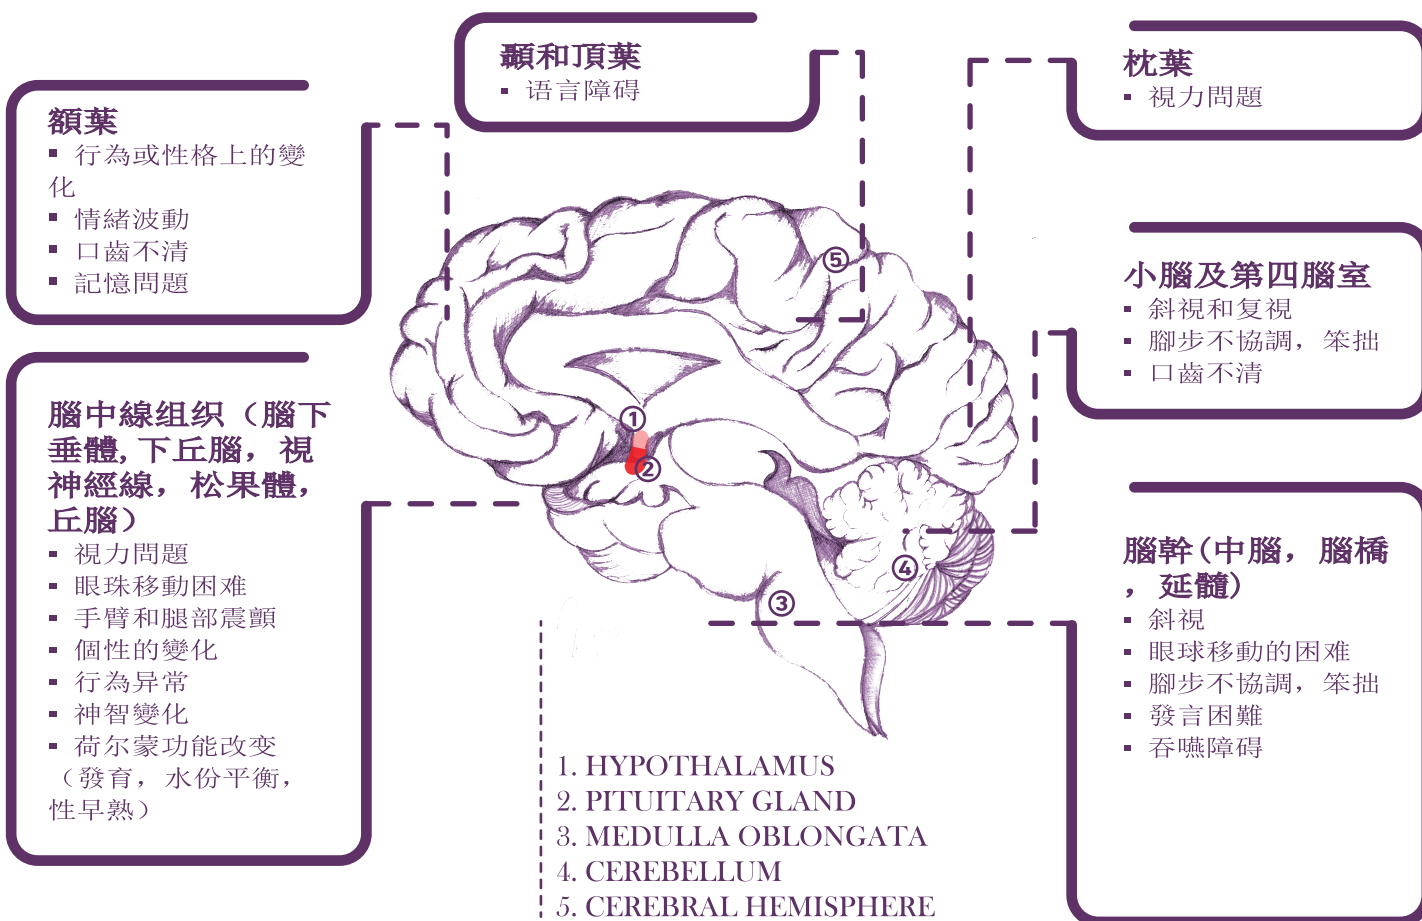 顳和頂葉
▪ 语言障碍
枕葉
▪ 視力問題
額葉
▪ 行為或性格上的變
化
▪ 情緒波動
▪ 口齒不清
▪ 記憶問題
小腦及第四腦室
▪ 斜視和复視
▪ 腳步不協調，笨拙
▪ 口齒不清
腦中線组织（腦下
垂體,下丘腦，視
神經線，松果體，
丘腦）
▪ 視力問題
▪ 眼珠移動困难
▪ 手臂和腿部震顫
▪ 個性的變化
▪ 行為异常
▪ 神智變化
▪ 荷尔蒙功能改变
（發育，水份平衡，
性早熟）
腦幹(中腦，腦橋
，延髓)
▪ 斜視
▪ 眼球移動的困难
▪ 腳步不協調，笨拙
▪ 發言困難
▪ 吞嚥障碍
⑤
①
②
④
③
1. HYPOTHALAMUS
2. PITUITARY GLAND
3. MEDULLA OBLONGATA
4. CEREBELLUM
5. CEREBRAL HEMISPHERE